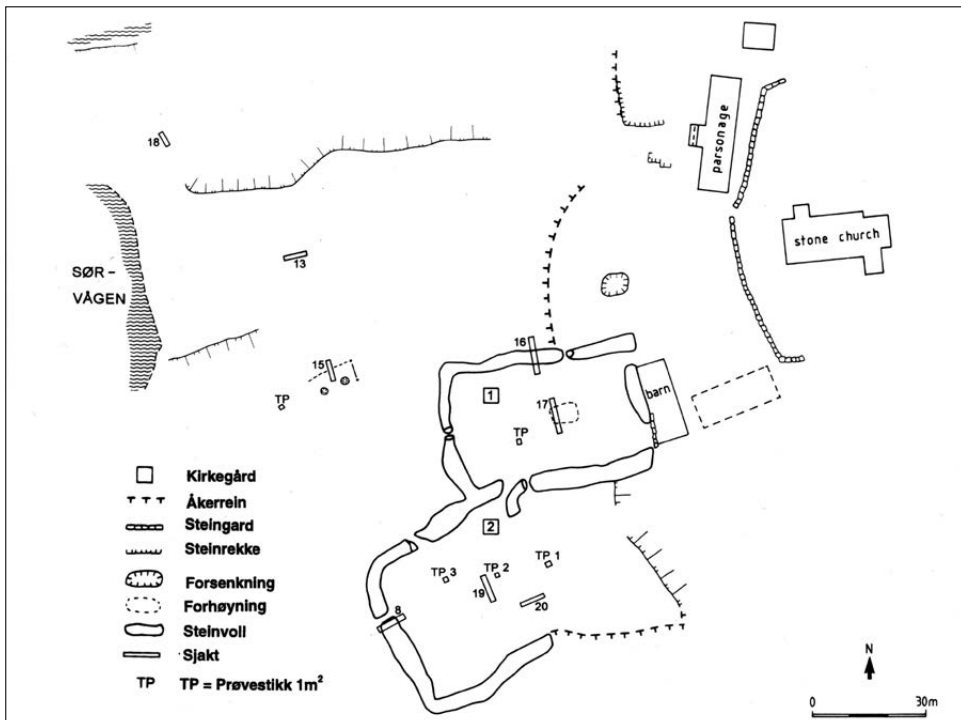 parsonage
18
stone church
SØR -
VÅGEN
13
16
15
1
TP
17
barn
TP
2
TP 1
TP 2
TP 3
19
20
8
Kirkegård
Åkerrein
Steingard
Steinrekke
Forsenkning
Forhøyning
Steinvoll
Sjakt
TP TP = Prøvestikk 1m²
N
0 30m